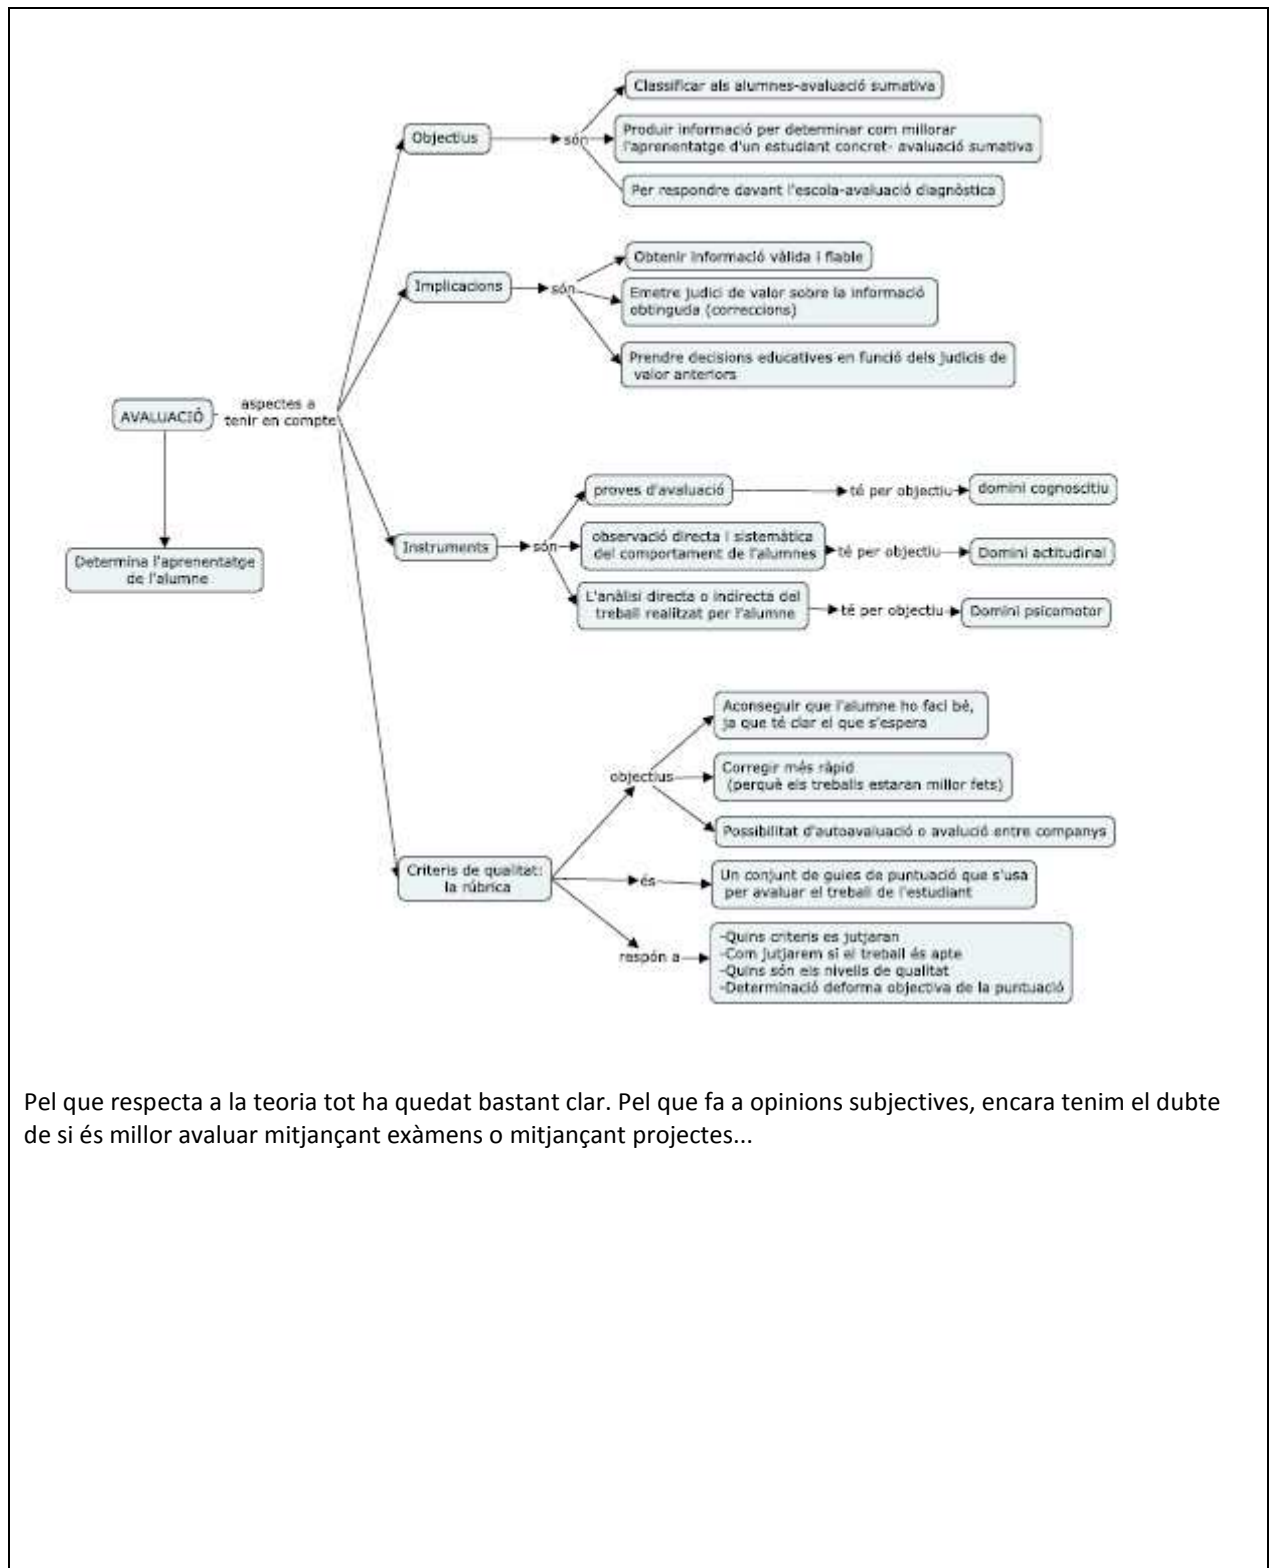 Classificar als alumnes-avaluació sumativa
Objectius
són
Produir informació per determinar com millorar
l'aprenentatge d'un estudiant concret- avaluació sumativa
Per respondre davant l'escola-avaluació diagnòstica
Obtenir informació vàlida i fiable
Implicacions
són
Emetre judici de valor sobre la informació
obtinguda (correccions)
Prendre decisions educatives en funció dels judicis de
valor anteriors
AVALUACIÓ
aspectes a
tenir en compte
Determina l'aprenentatge
de l'alumne
Instruments
són
proves d'avaluació
té per objectiu
domini cognoscitiu
observació directa i sistemàtica
del comportament de l'alumnes
té per objectiu
Domini actitudinal
L'anàlisi directa o indirecta del
treball realitzat per l'alumne
té per objectiu
Domini psicomotor
Criteris de qualitat:
la rúbrica
objectius
Aconseguir que l'alumne ho faci bé,
ja que té clar el que s'espera
Corregir més ràpid
(perquè els treballs estaran millor fets)
Possibilitat d'autoavaluació o avalució entre companys
és
Un conjunt de guies de puntuació que s'usa
per avaluar el treball de l'estudiant
respón a
-Quins criteris es jutjaran
-Com jutjarem si el treball és apte
-Quins són els nivells de qualitat
-Determinació deforma objectiva de la puntuació
Pel que respecta a la teoria tot ha quedat bastant clar. Pel que fa a opinions subjectives, encara tenim el dubte
de si és millor avaluar mitjançant exàmens o mitjançant projectes...